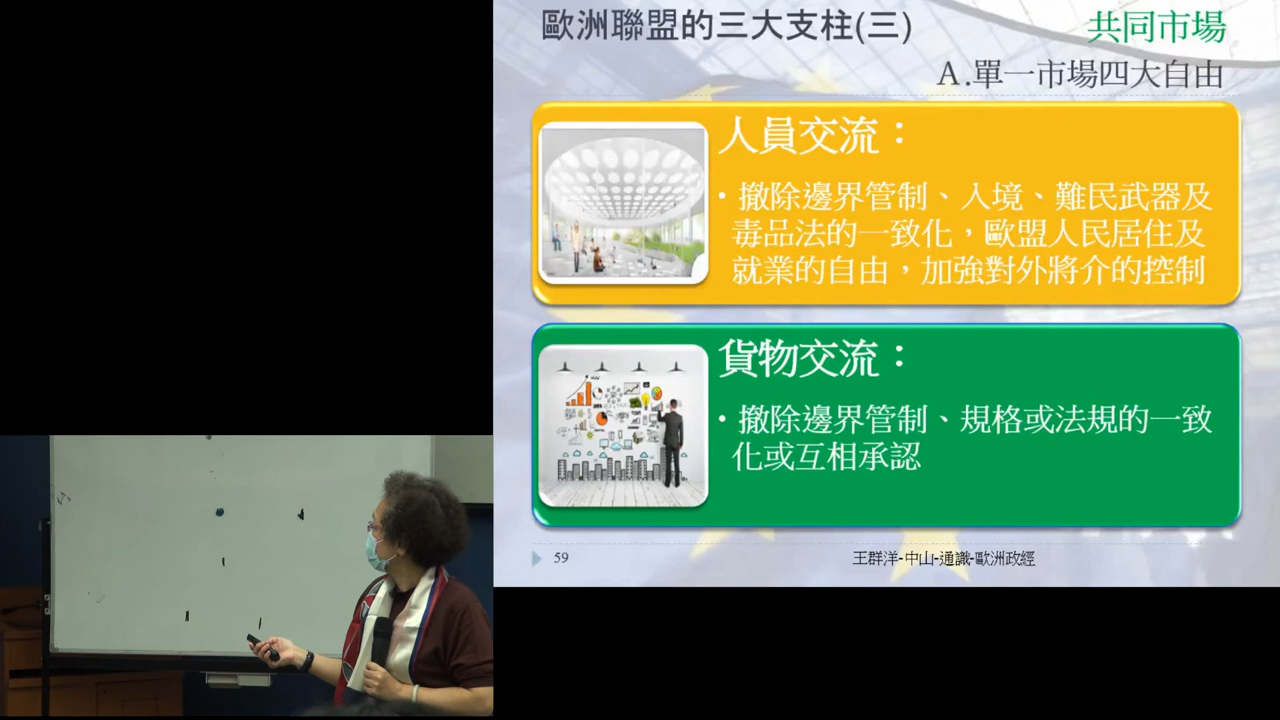 歐洲聯盟的三大支柱(三)
共同市場
A.單一市場四大自由
人員交流：
• 撤除邊界管制、入境、難民武器及
毒品法的一致化，歐盟人民居住及
就業的自由，加強對外將介的控制
貨物交流：
• 撤除邊界管制、規格或法規的一致
化或互相承認
59
王群洋-中山-通識-歐洲政經